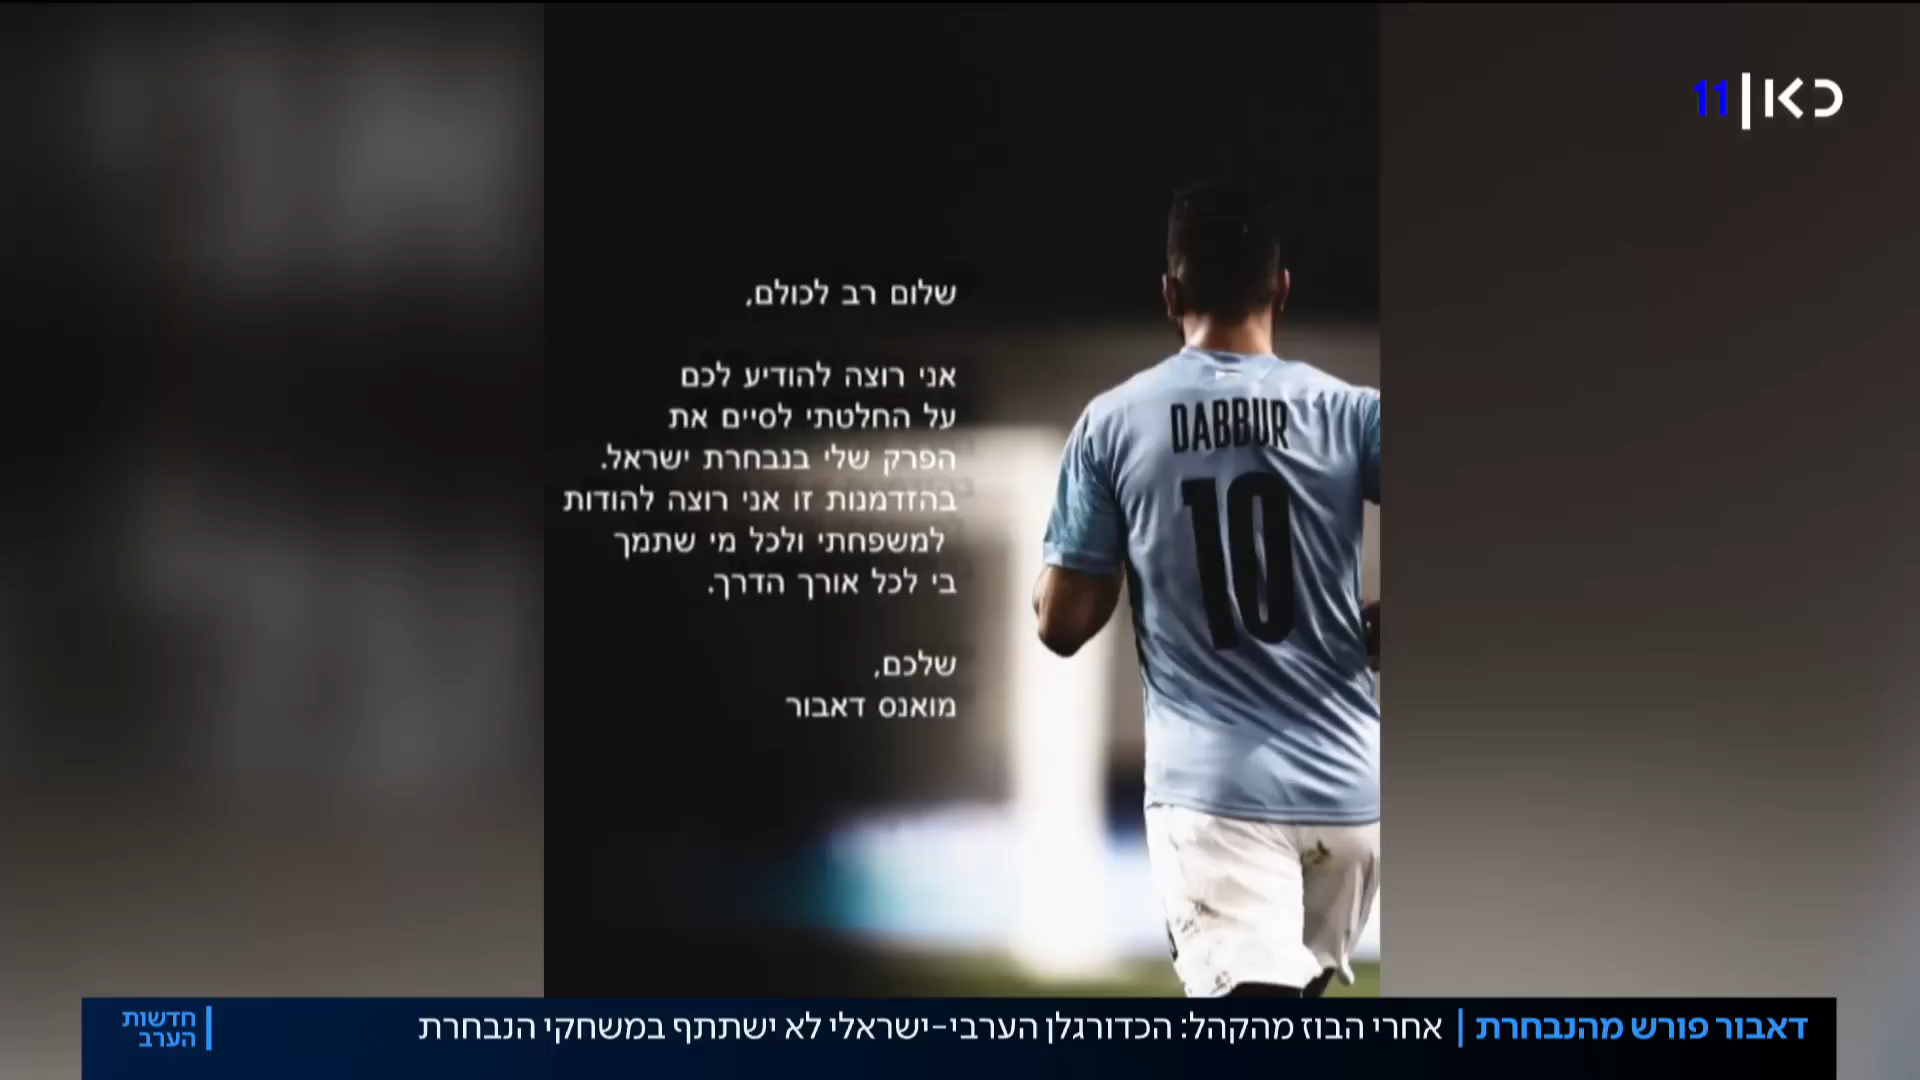 כאן|11
שלום רב לכולם,
אני רוצה להודיע לכם
על החלטתי לסיים את
הפרק שלי בנבחרת ישראל.
בהזדמנות זו אני רוצה להודות
למשפחתי ולכל מי שתמך
בי לכל אורך הדרך.
שלכם,
מואנס דאבור
DABBUR
10
דאבור פורש מהנבחרת | אחרי הבוז מהקהל: הכדורגלן הערבי-ישראלי לא ישתתף במשחקי הנבחרת
חדשות
הערב